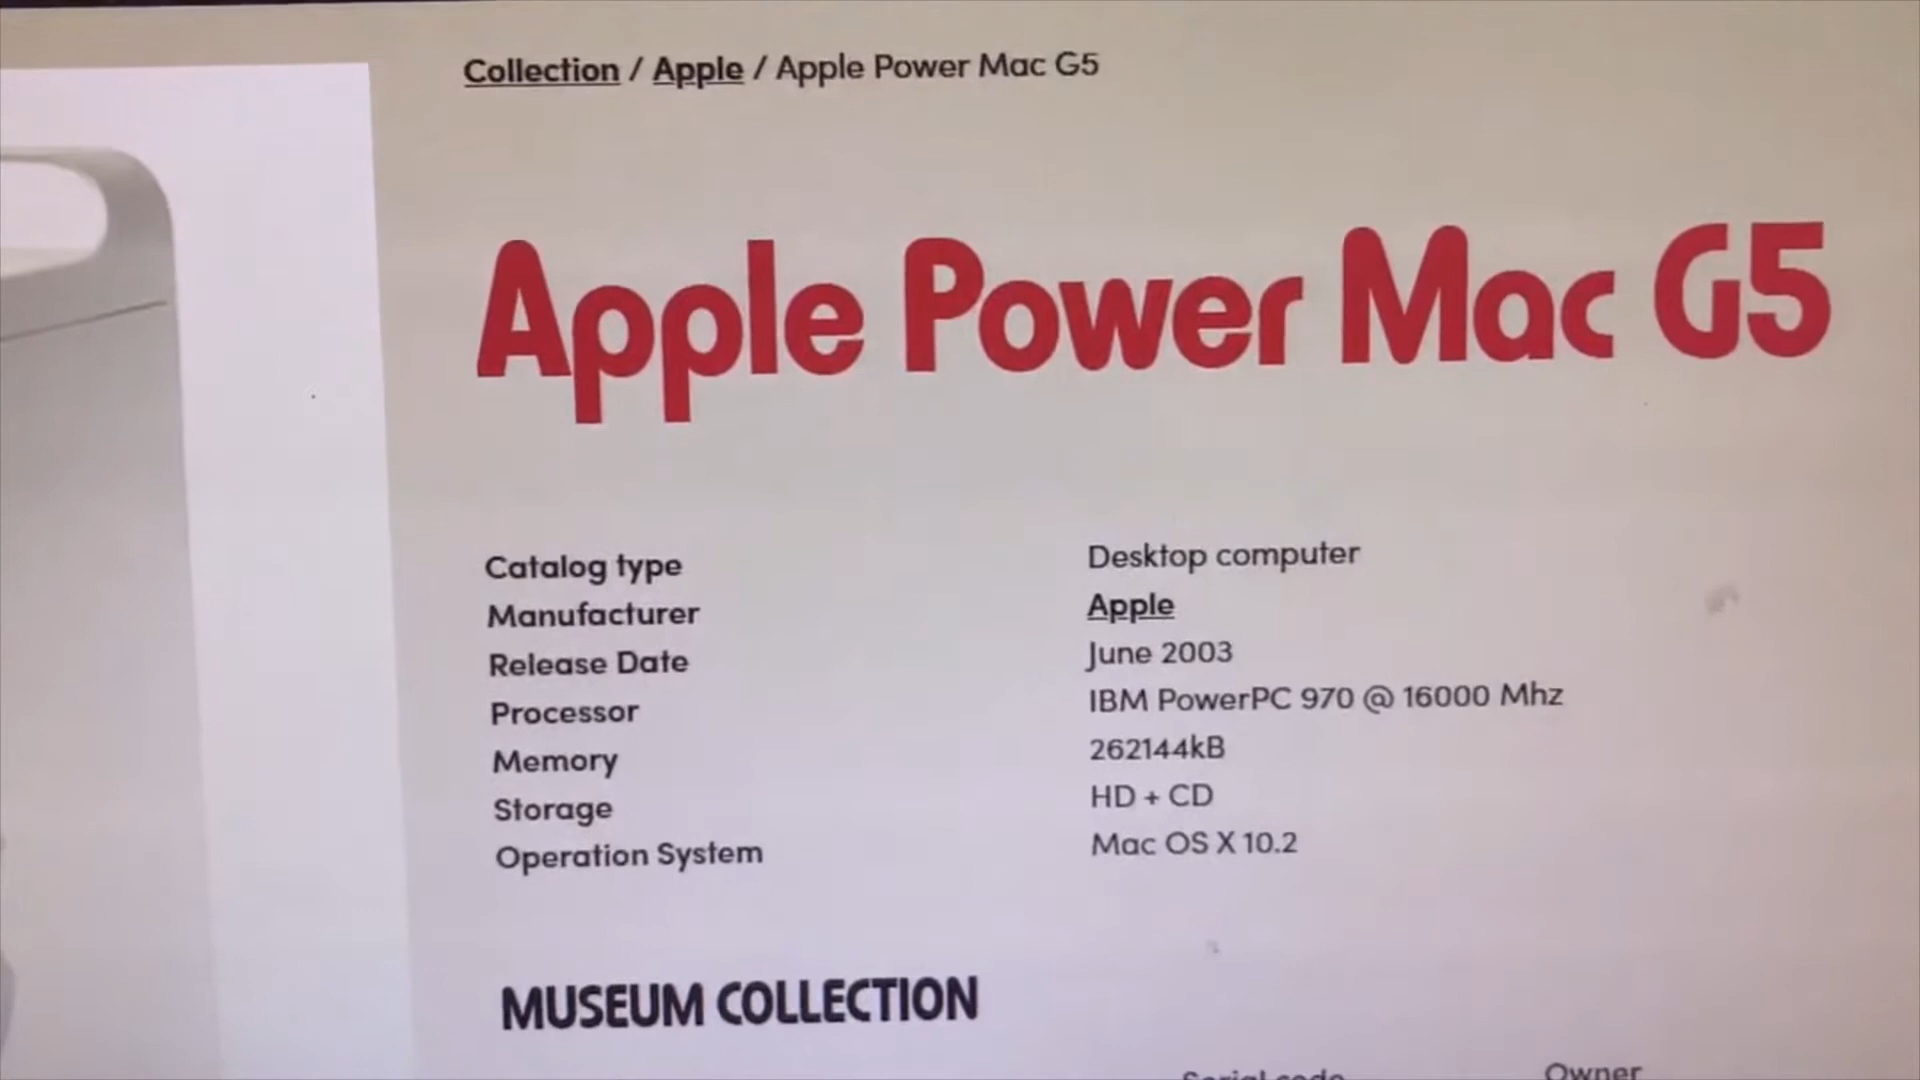 Collection / Apple / Apple Power Mac G5
Apple Power Mac G5
Catalog type Desktop computer
Manufacturer Apple
Release Date June 2003
Processor IBM PowerPC 970 @ 16000 Mhz
Memory 262144kB
Storage HD + CD
Operation System Mac OS X 10.2
MUSEUM COLLECTION
Serial code Owner